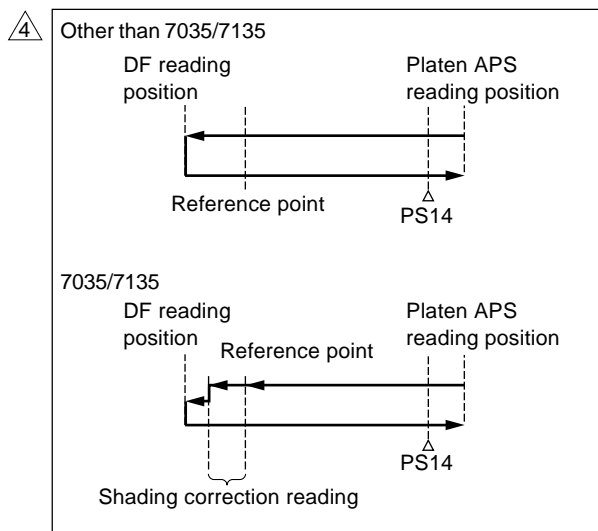 4
Other than 7035/7135
DF reading
position
Platen APS
reading position
Reference point
PS14
7035/7135
DF reading
position
Reference point
Platen APS
reading position
PS14
Shading correction reading